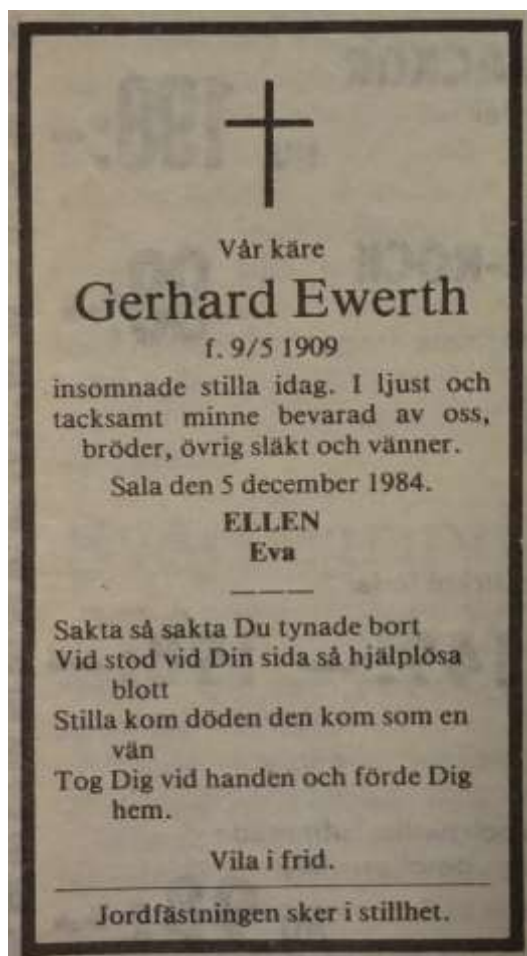 Vår käre
Gerhard Ewerth
f. 9/5 1909
insomnade stilla idag. I ljust och
tacksamt minne bevarad av oss,
bröder, övrig släkt och vänner.
Sala den 5 december 1984.
ELLEN
Eva
Sakta så sakta Du tynade bort
Vid stod vid Din sida så hjälplösa
blott
Stilla kom döden den kom som en
vän
Tog Dig vid handen och förde Dig
hem.
Vila i frid.
Jordfästningen sker i stillhet.